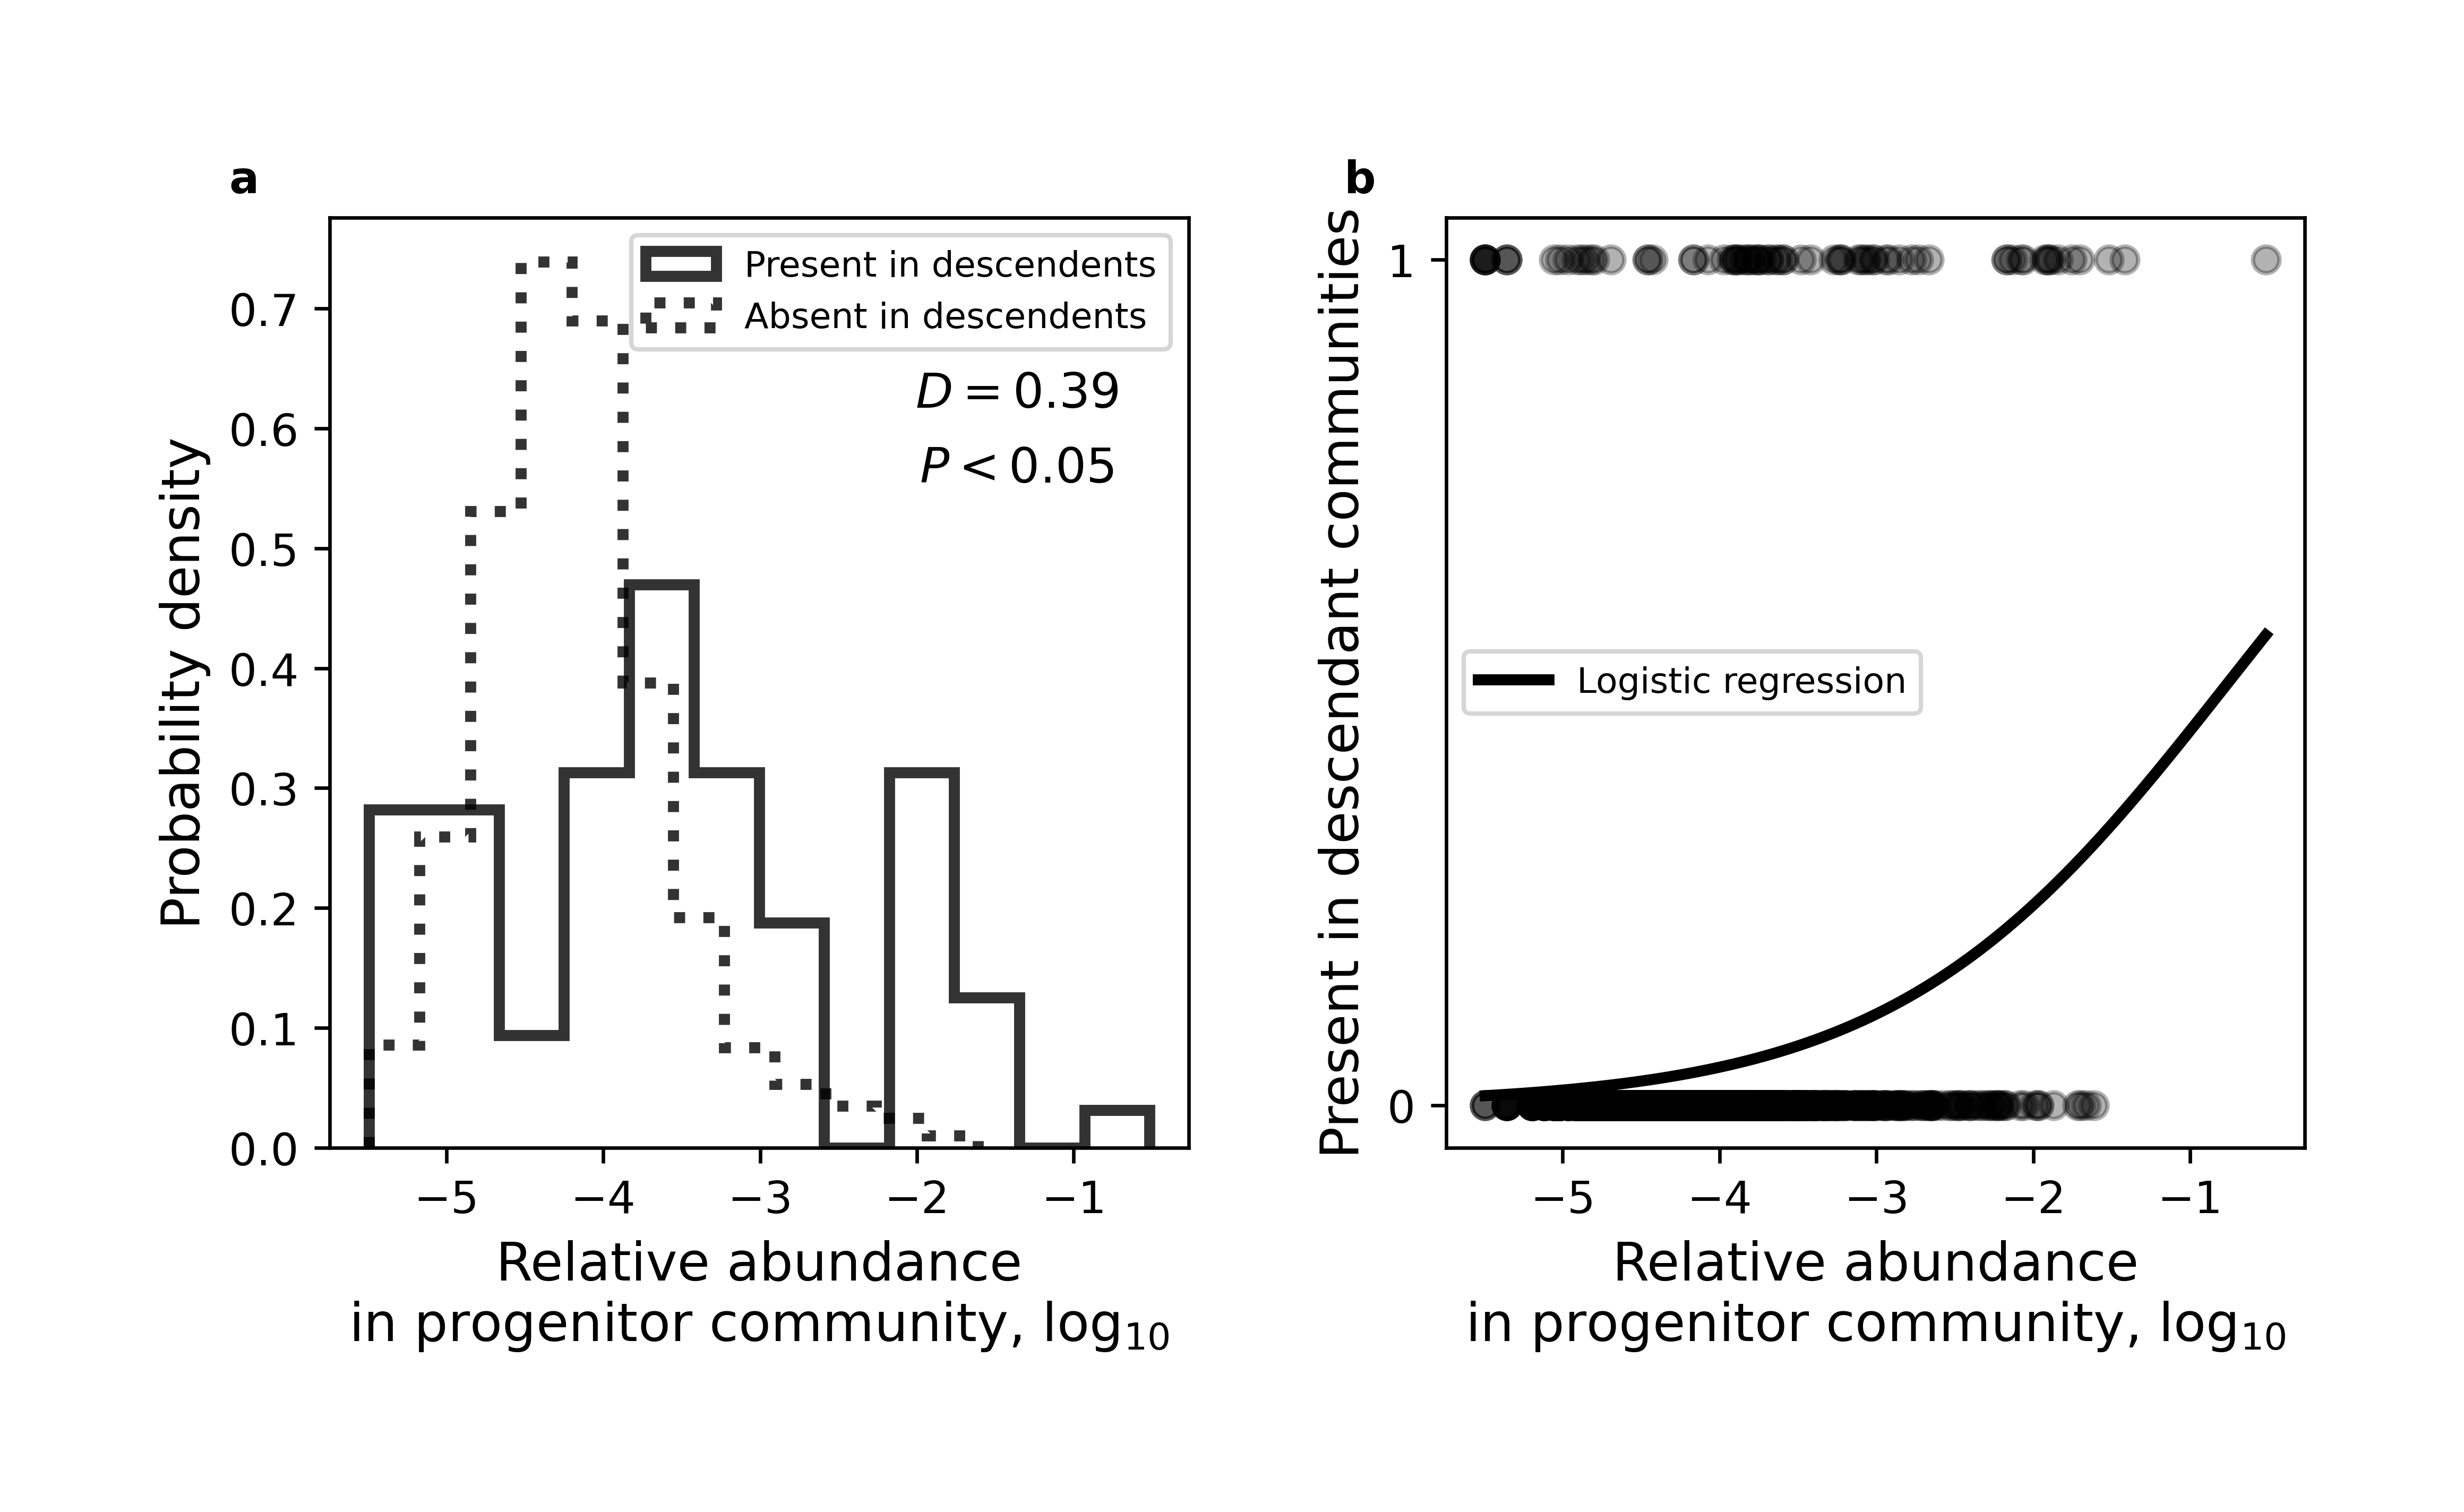 a
Present in descendents
Absent in descendents
D = 0.39
P < 0.05
Probability density
0.7
0.6
0.5
0.4
0.3
0.2
0.1
0.0
−5 −4 −3 −2 −1
Relative abundance
in progenitor community, log₁₀
b
Present in descendant communities
1
0
Logistic regression
−5 −4 −3 −2 −1
Relative abundance
in progenitor community, log₁₀